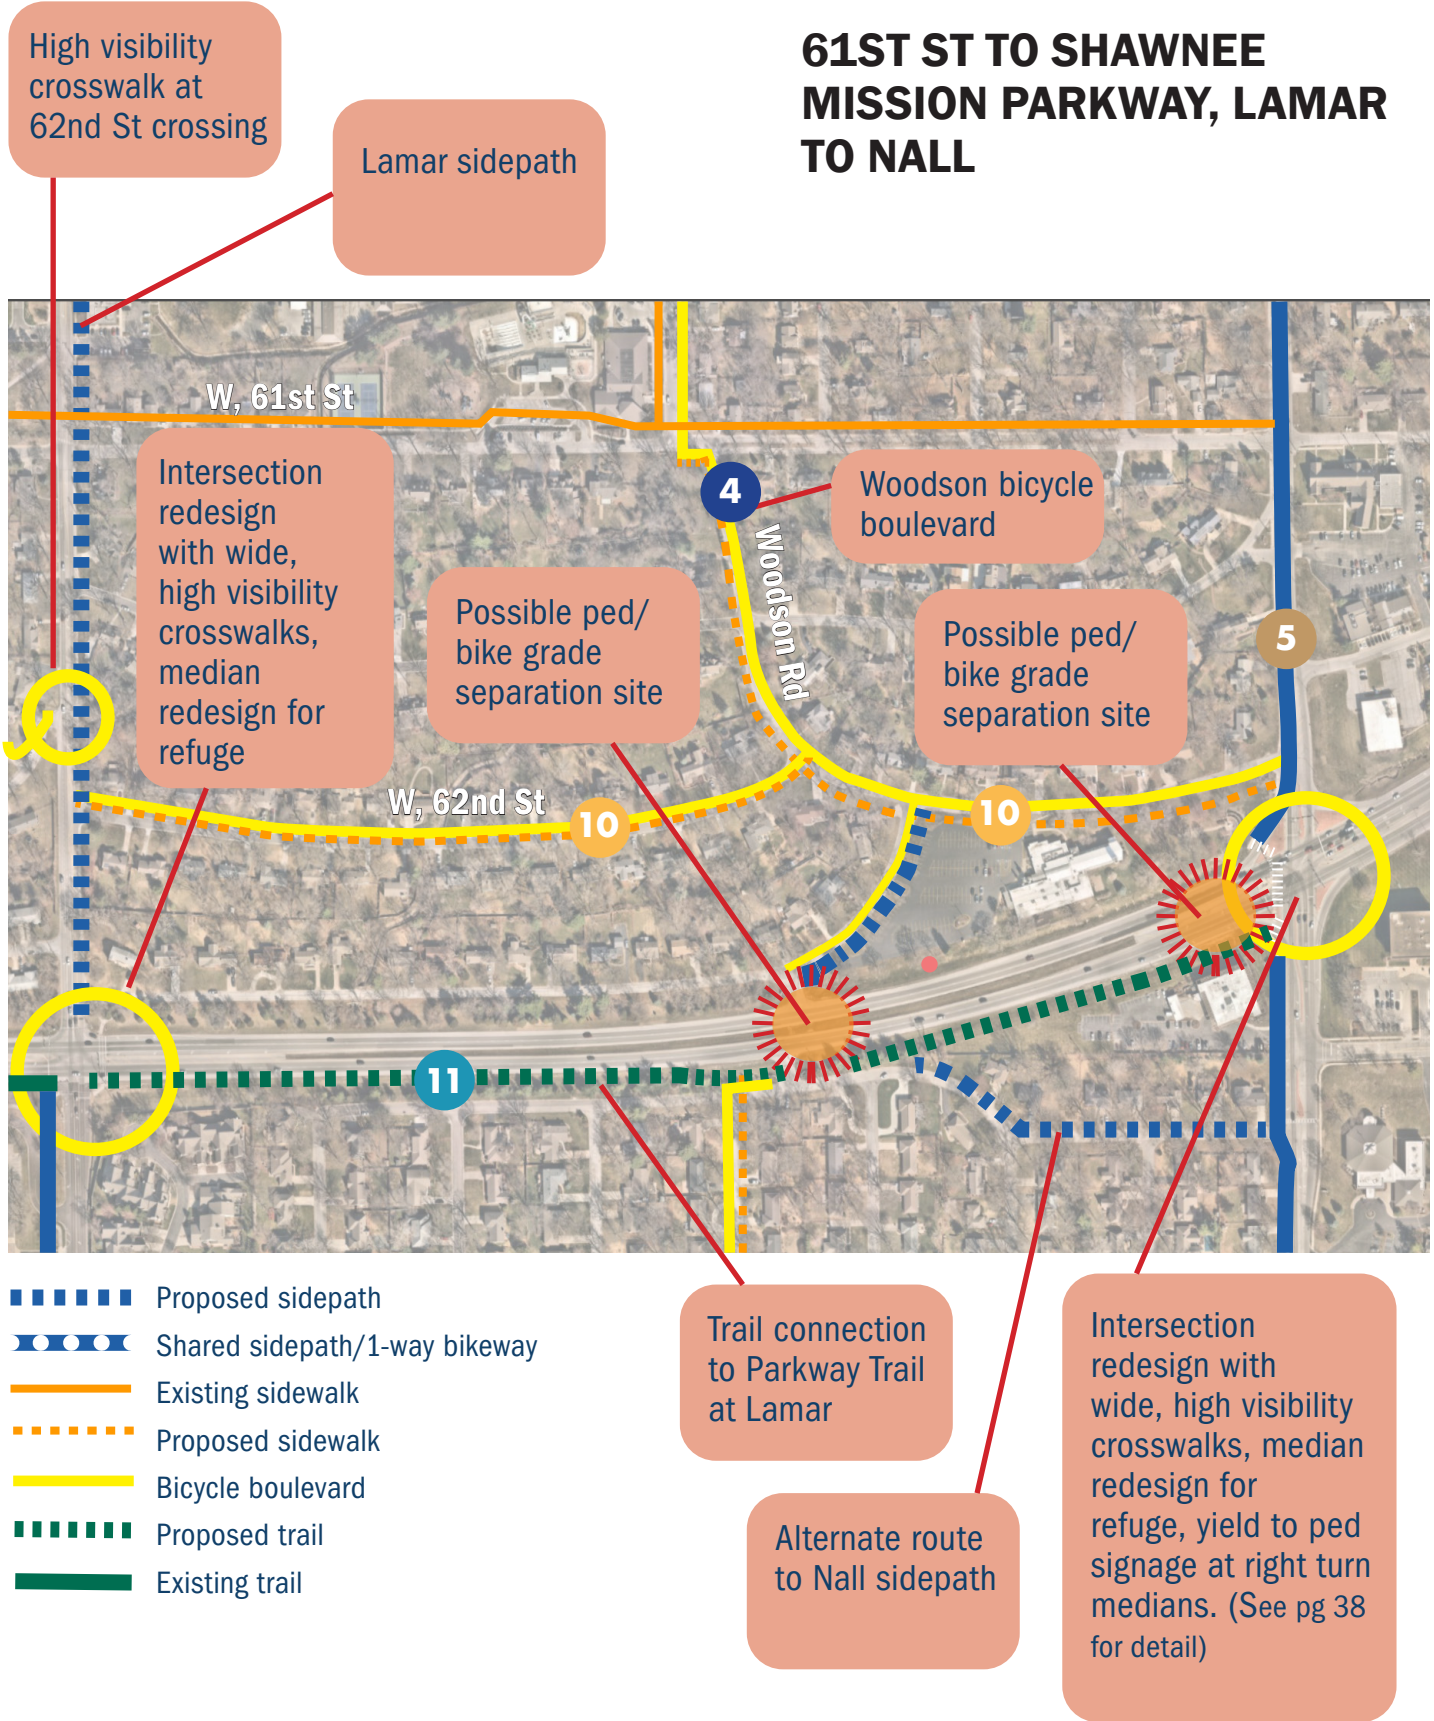 61ST ST TO SHAWNEE
MISSION PARKWAY, LAMAR
TO NALL
High visibility
crosswalk at
62nd St crossing
Lamar sidepath
W, 61st St
Intersection
redesign
with wide,
high visibility
crosswalks,
median
redesign for
refuge
4
Woodson bicycle
boulevard
Woodson Rd
Possible ped/
bike grade
separation site
Possible ped/
bike grade
separation site
5
W, 62nd St
10
10
11
Proposed sidepath
Shared sidepath/1-way bikeway
Existing sidewalk
Proposed sidewalk
Bicycle boulevard
Proposed trail
Existing trail
Trail connection
to Parkway Trail
at Lamar
Alternate route
to Nall sidepath
Intersection
redesign with
wide, high visibility
crosswalks, median
redesign for
refuge, yield to ped
signage at right turn
medians. (See pg 38
for detail)